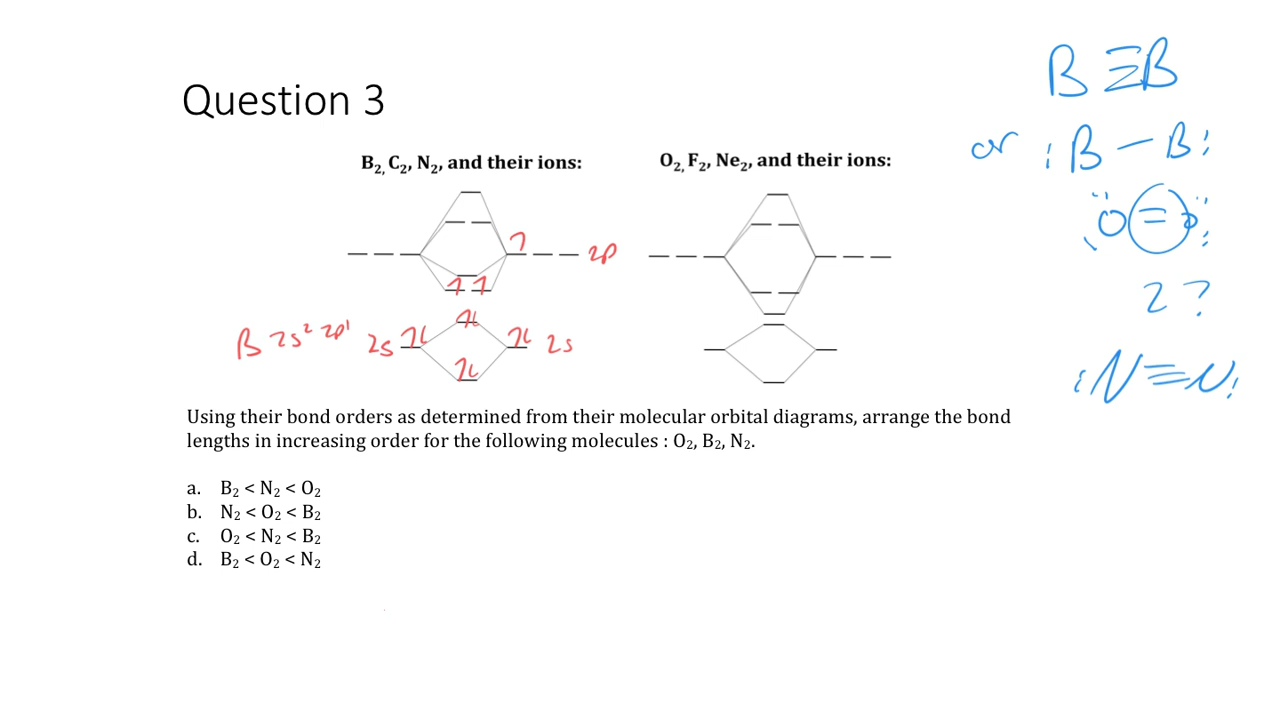 Question 3
B₂, C₂, N₂, and their ions:
O₂, F₂, Ne₂, and their ions:
2p
B 2s² 2p¹
2s
2s
B≡B
or :B–B:
O=O
2?
:N≡N:
Using their bond orders as determined from their molecular orbital diagrams, arrange the bond
lengths in increasing order for the following molecules : O₂, B₂, N₂.
a. B₂ < N₂ < O₂
b. N₂ < O₂ < B₂
c. O₂ < N₂ < B₂
d. B₂ < O₂ < N₂